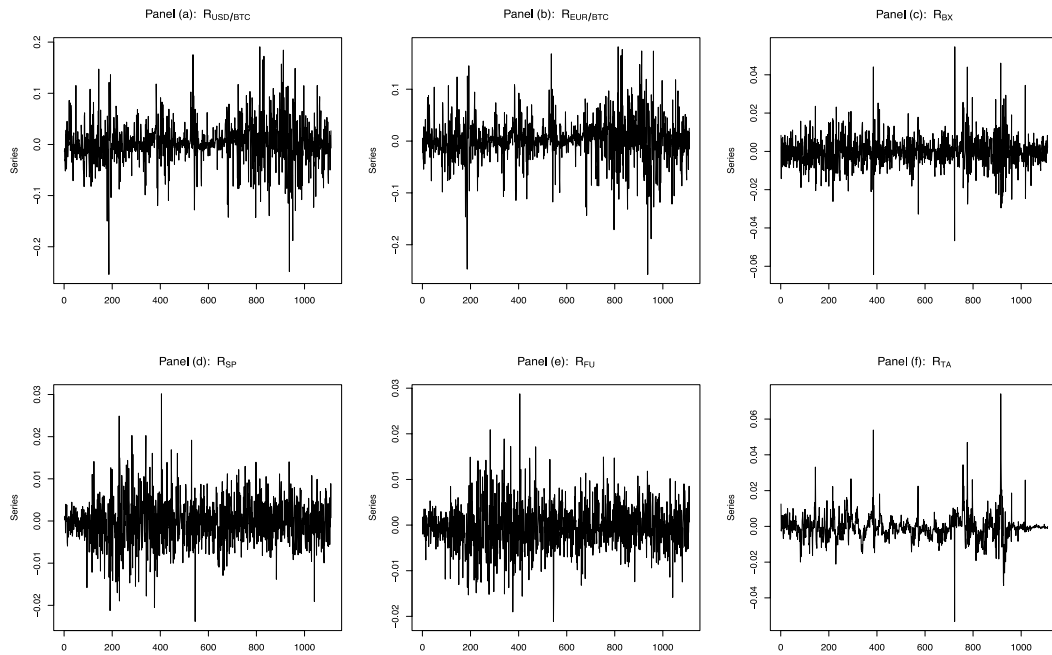 Panel (a): R_USD/BTC
Panel (b): R_EUR/BTC
Panel (c): R_BX
Series
0.2
0.1
0.0
−0.1
−0.2
0 200 400 600 800 1000
Series
0.1
0.0
−0.1
−0.2
0 200 400 600 800 1000
Series
0.04
0.02
0.00
−0.02
−0.04
−0.06
0 200 400 600 800 1000
Panel (d): R_SP
Panel (e): R_FU
Panel (f): R_TA
Series
0.03
0.02
0.01
0.00
−0.01
−0.02
0 200 400 600 800 1000
Series
0.03
0.02
0.01
0.00
−0.01
−0.02
0 200 400 600 800 1000
Series
0.06
0.04
0.02
0.00
−0.02
−0.04
0 200 400 600 800 1000